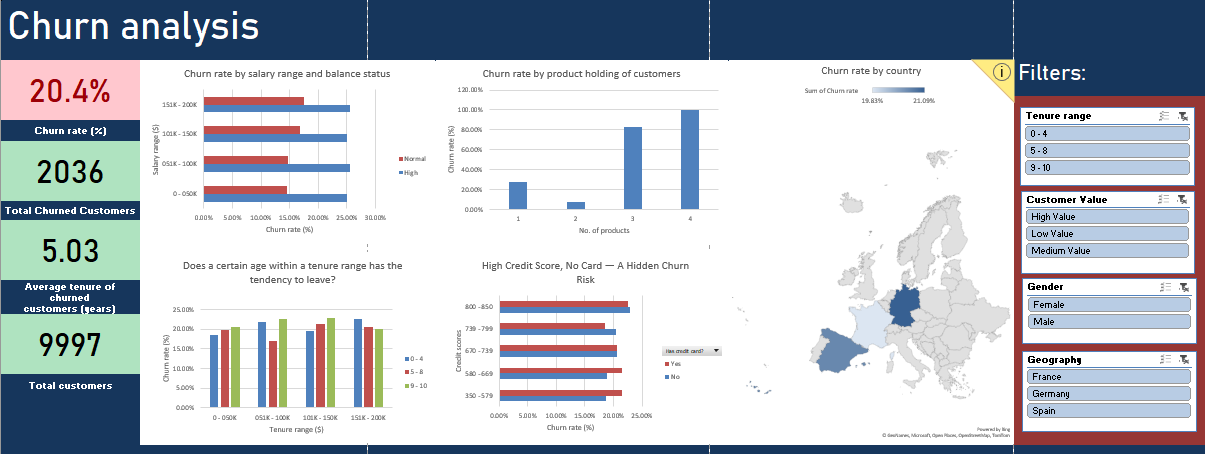 Churn analysis
20.4%
Churn rate (%)
2036
Total Churned Customers
5.03
Average tenure of
churned
customers (years)
9997
Total customers
Churn rate by salary range and balance status
Salary range ($)
151K - 200K
101K - 150K
051K - 100K
0 - 050K
0.00% 5.00% 10.00% 15.00% 20.00% 25.00% 30.00%
Churn rate (%)
Normal
High
Churn rate by product holding of customers
Churn rate (%)
120.00%
100.00%
80.00%
60.00%
40.00%
20.00%
0.00%
1 2 3 4
No. of products
Churn rate by country
Sum of Churn rate
19.83% 21.09%
Does a certain age within a tenure range has the
tendency to leave?
Churn rate (%)
25.00%
20.00%
15.00%
10.00%
5.00%
0.00%
0 - 050K 051K - 100K 101K - 150K 151K - 200K
Tenure range ($)
0 - 4
5 - 8
9 - 10
High Credit Score, No Card — A Hidden Churn
Risk
Credit scores
800 - 850
739 - 799
670 - 739
580 - 669
350 - 579
0.00% 5.00% 10.00% 15.00% 20.00% 25.00%
Churn rate (%)
Has credit card?
Yes
No
Powered by Bing
© GeoNames, Microsoft, Open Places, OpenStreetMap, TomTom
Filters:
Tenure range
0 - 4
5 - 8
9 - 10
Customer Value
High Value
Low Value
Medium Value
Gender
Female
Male
Geography
France
Germany
Spain